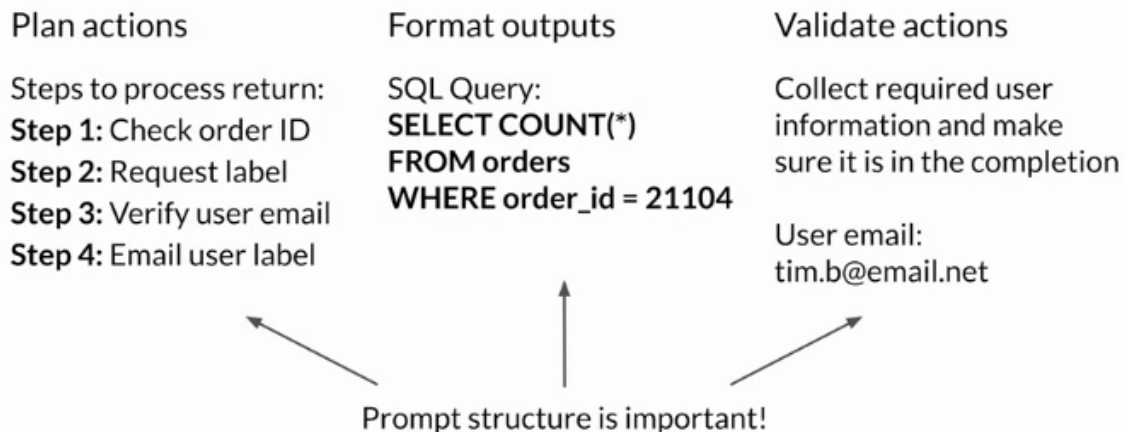 Plan actions
Steps to process return:
Step 1: Check order ID
Step 2: Request label
Step 3: Verify user email
Step 4: Email user label
Format outputs
SQL Query:
SELECT COUNT(*)
FROM orders
WHERE order_id = 21104
Validate actions
Collect required user
information and make
sure it is in the completion
User email:
tim.b@email.net
Prompt structure is important!